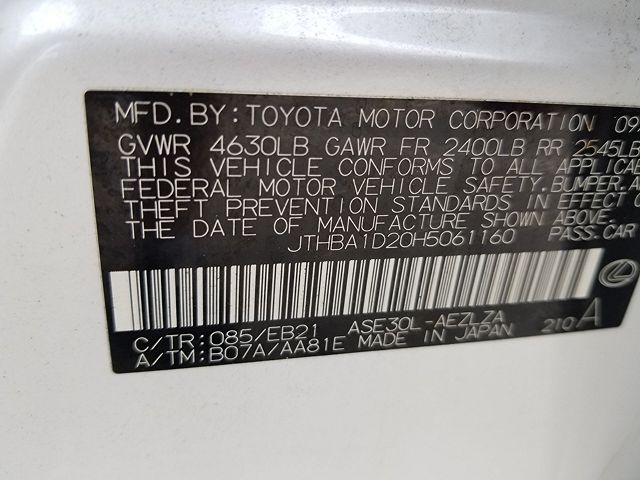 MFD. BY: TOYOTA MOTOR CORPORATION 09
GVWR 4630LB GAWR FR 2400LB RR 2545LB
THIS VEHICLE CONFORMS TO ALL APPLICA
FEDERAL MOTOR VEHICLE SAFETY, BUMPER, A
THEFT PREVENTION STANDARDS IN EFFECT O
THE DATE OF MANUFACTURE SHOWN ABOVE.
JTHBA1D20H5061160 PASS. CAR
C/TR: 085/EB21 ASE30L-AEZLZA 210A
A/TM: B07A/AA81E MADE IN JAPAN